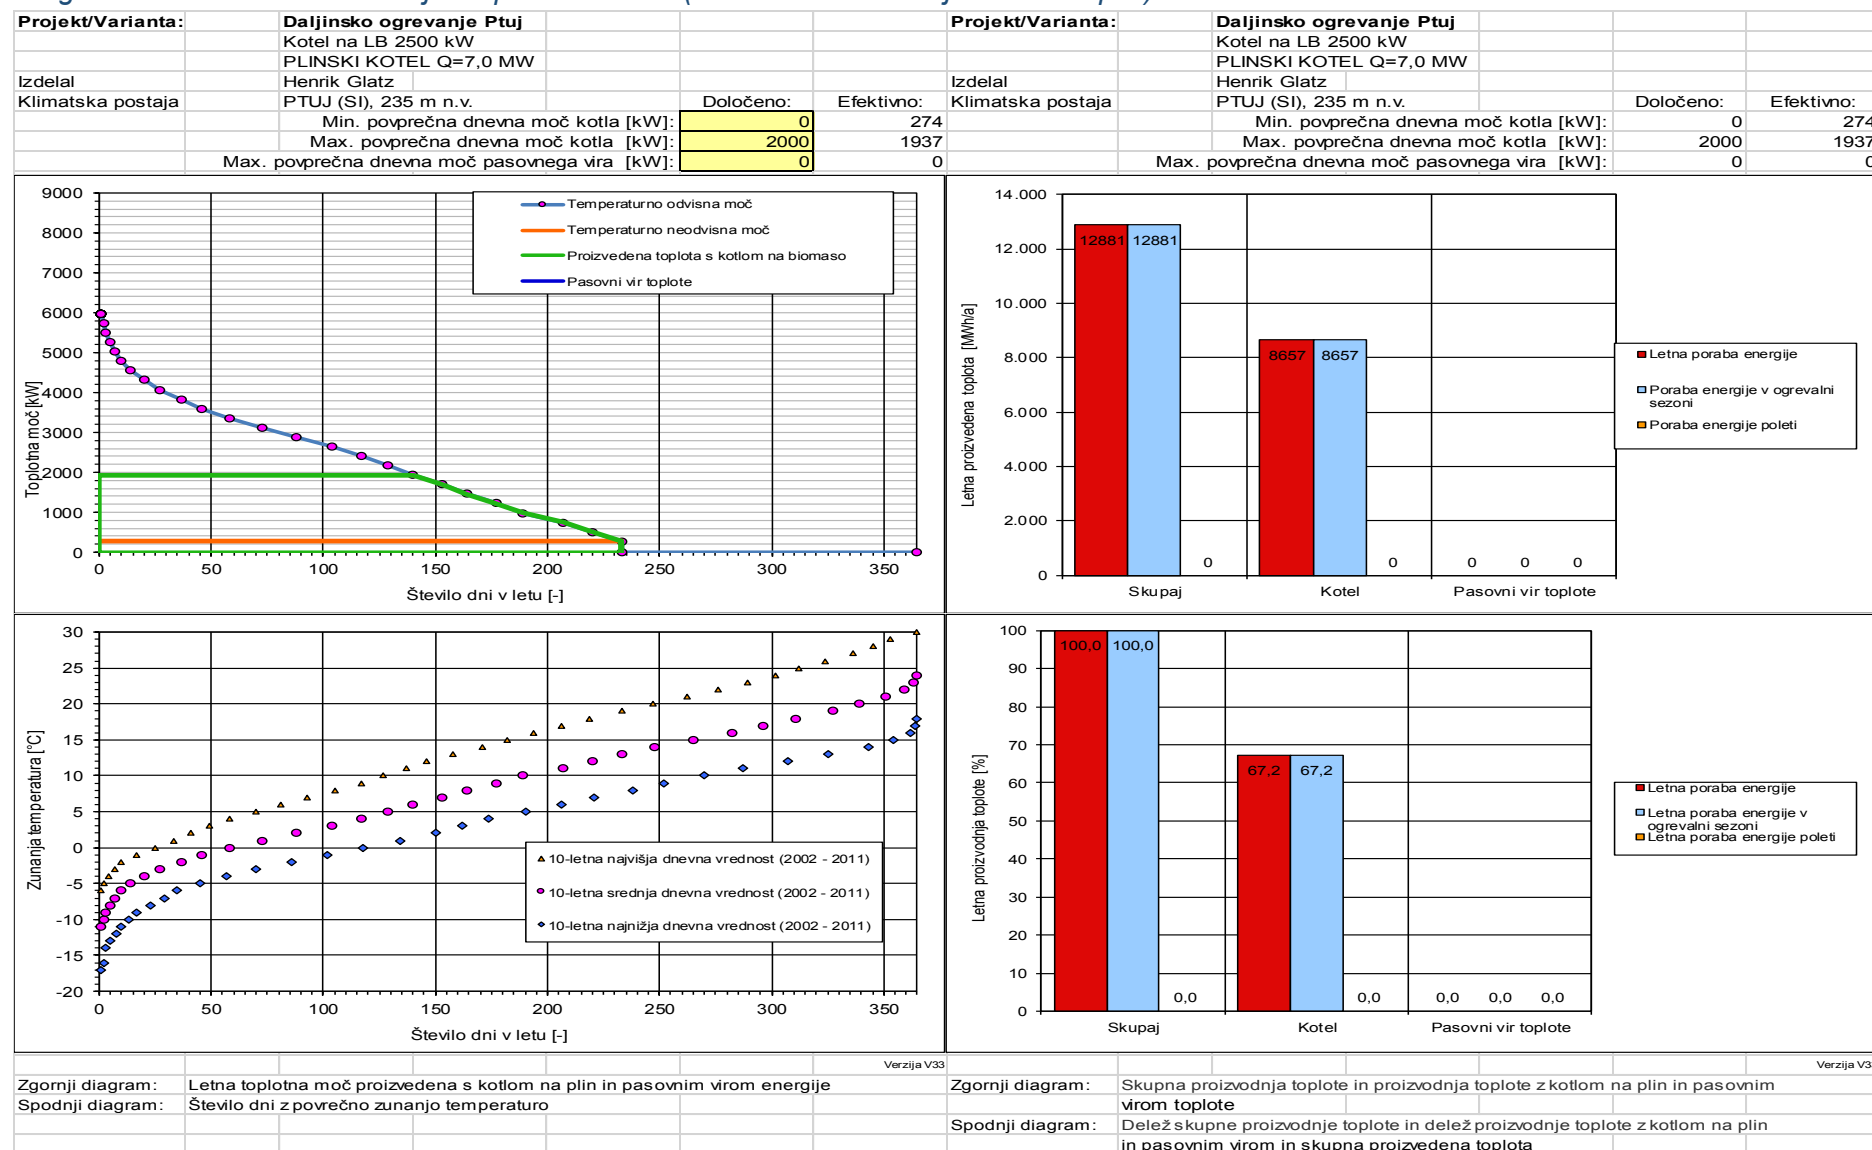 Projekt/Varianta: Daljinsko ogrevanje Ptuj
Kotel na LB 2500 kW
PLINSKI KOTEL Q=7,0 MW
Izdelal Henrik Glatz
Klimatska postaja PTUJ (SI), 235 m n.v. Določeno: Efektivno:
Min. povprečna dnevna moč kotla [kW]: 0 274
Max. povprečna dnevna moč kotla [kW]: 2000 1937
Max. povprečna dnevna moč pasovnega vira [kW]: 0 0
Projekt/Varianta: Daljinsko ogrevanje Ptuj
Kotel na LB 2500 kW
PLINSKI KOTEL Q=7,0 MW
Izdelal Henrik Glatz
Klimatska postaja PTUJ (SI), 235 m n.v. Določeno: Efektivno:
Min. povprečna dnevna moč kotla [kW]: 0 274
Max. povprečna dnevna moč kotla [kW]: 2000 1937
Max. povprečna dnevna moč pasovnega vira [kW]: 0 0
Toplotna moč [kW]
9000
8000
7000
6000
5000
4000
3000
2000
1000
0
0 50 100 150 200 250 300 350
Število dni v letu [-]
Temperaturno odvisna moč
Temperaturno neodvisna moč
Proizvedena toplota s kotlom na biomaso
Pasovni vir toplote
Letna proizvedena toplota [MWh/a]
14.000
12.000
10.000
8.000
6.000
4.000
2.000
0
12881 12881 0
8657 8657 0
0 0 0
Skupaj Kotel Pasovni vir toplote
Letna poraba energije
Poraba energije v ogrevalni
sezoni
Poraba energije poleti
Zunanja temperatura [°C]
30
25
20
15
10
5
0
-5
-10
-15
-20
0 50 100 150 200 250 300 350
Število dni v letu [-]
10-letna najvišja dnevna vrednost (2002 - 2011)
10-letna srednja dnevna vrednost (2002 - 2011)
10-letna najnižja dnevna vrednost (2002 - 2011)
Letna proizvodnja toplote [%]
100
90
80
70
60
50
40
30
20
10
0
100,0 100,0 0,0
67,2 67,2 0,0
0,0 0,0 0,0
Skupaj Kotel Pasovni vir toplote
Letna poraba energije
Letna poraba energije v
ogrevalni sezoni
Letna poraba energije poleti
Verzija V33
Zgornji diagram: Letna toplotna moč proizvedena s kotlom na plin in pasovnim virom energije
Spodnji diagram: Število dni z povrečno zunanjo temperaturo
Zgornji diagram: Skupna proizvodnja toplote in proizvodnja toplote z kotlom na plin in pasovnim
virom toplote
Spodnji diagram: Delež skupne proizvodnje toplote in delež proizvodnje toplote z kotlom na plin
in pasovnim virom in skupna proizvedena toplota